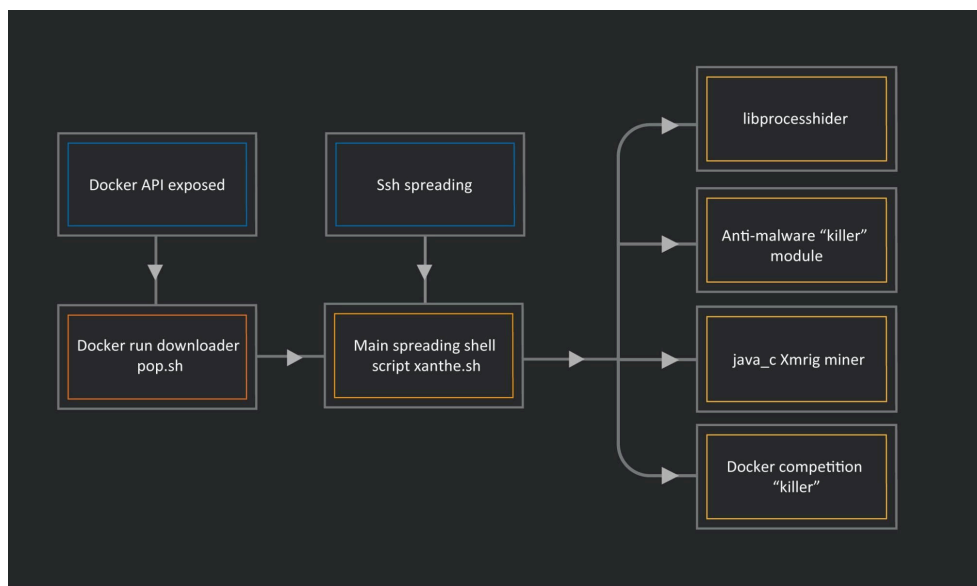 libprocesshider
Docker API exposed
Ssh spreading
Anti-malware “killer”
module
Docker run downloader
pop.sh
Main spreading shell
script xanthe.sh
java_c Xmrig miner
Docker competition
“killer”